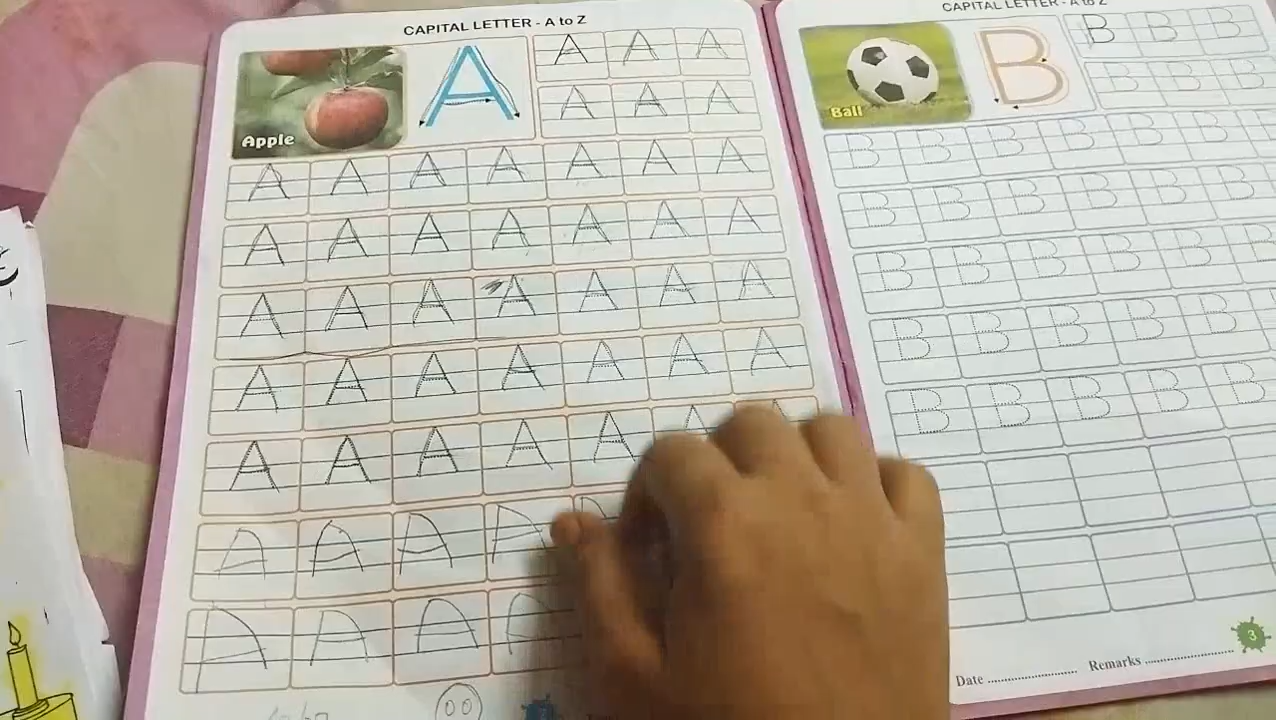 CAPITAL LETTER - A to Z
Apple
A
A A A
A A A
A A A A A A A
A A A A A A A
A A A A A A A
A A A A A A A
A A A A A A
A A A A
A A A A
CAPITAL LETTER - A to Z
Ball
B
B B B
B B B
B B B B B B
B B B B B B
B B B B B B
B B B B B
B B B B B
Date
Remarks
3